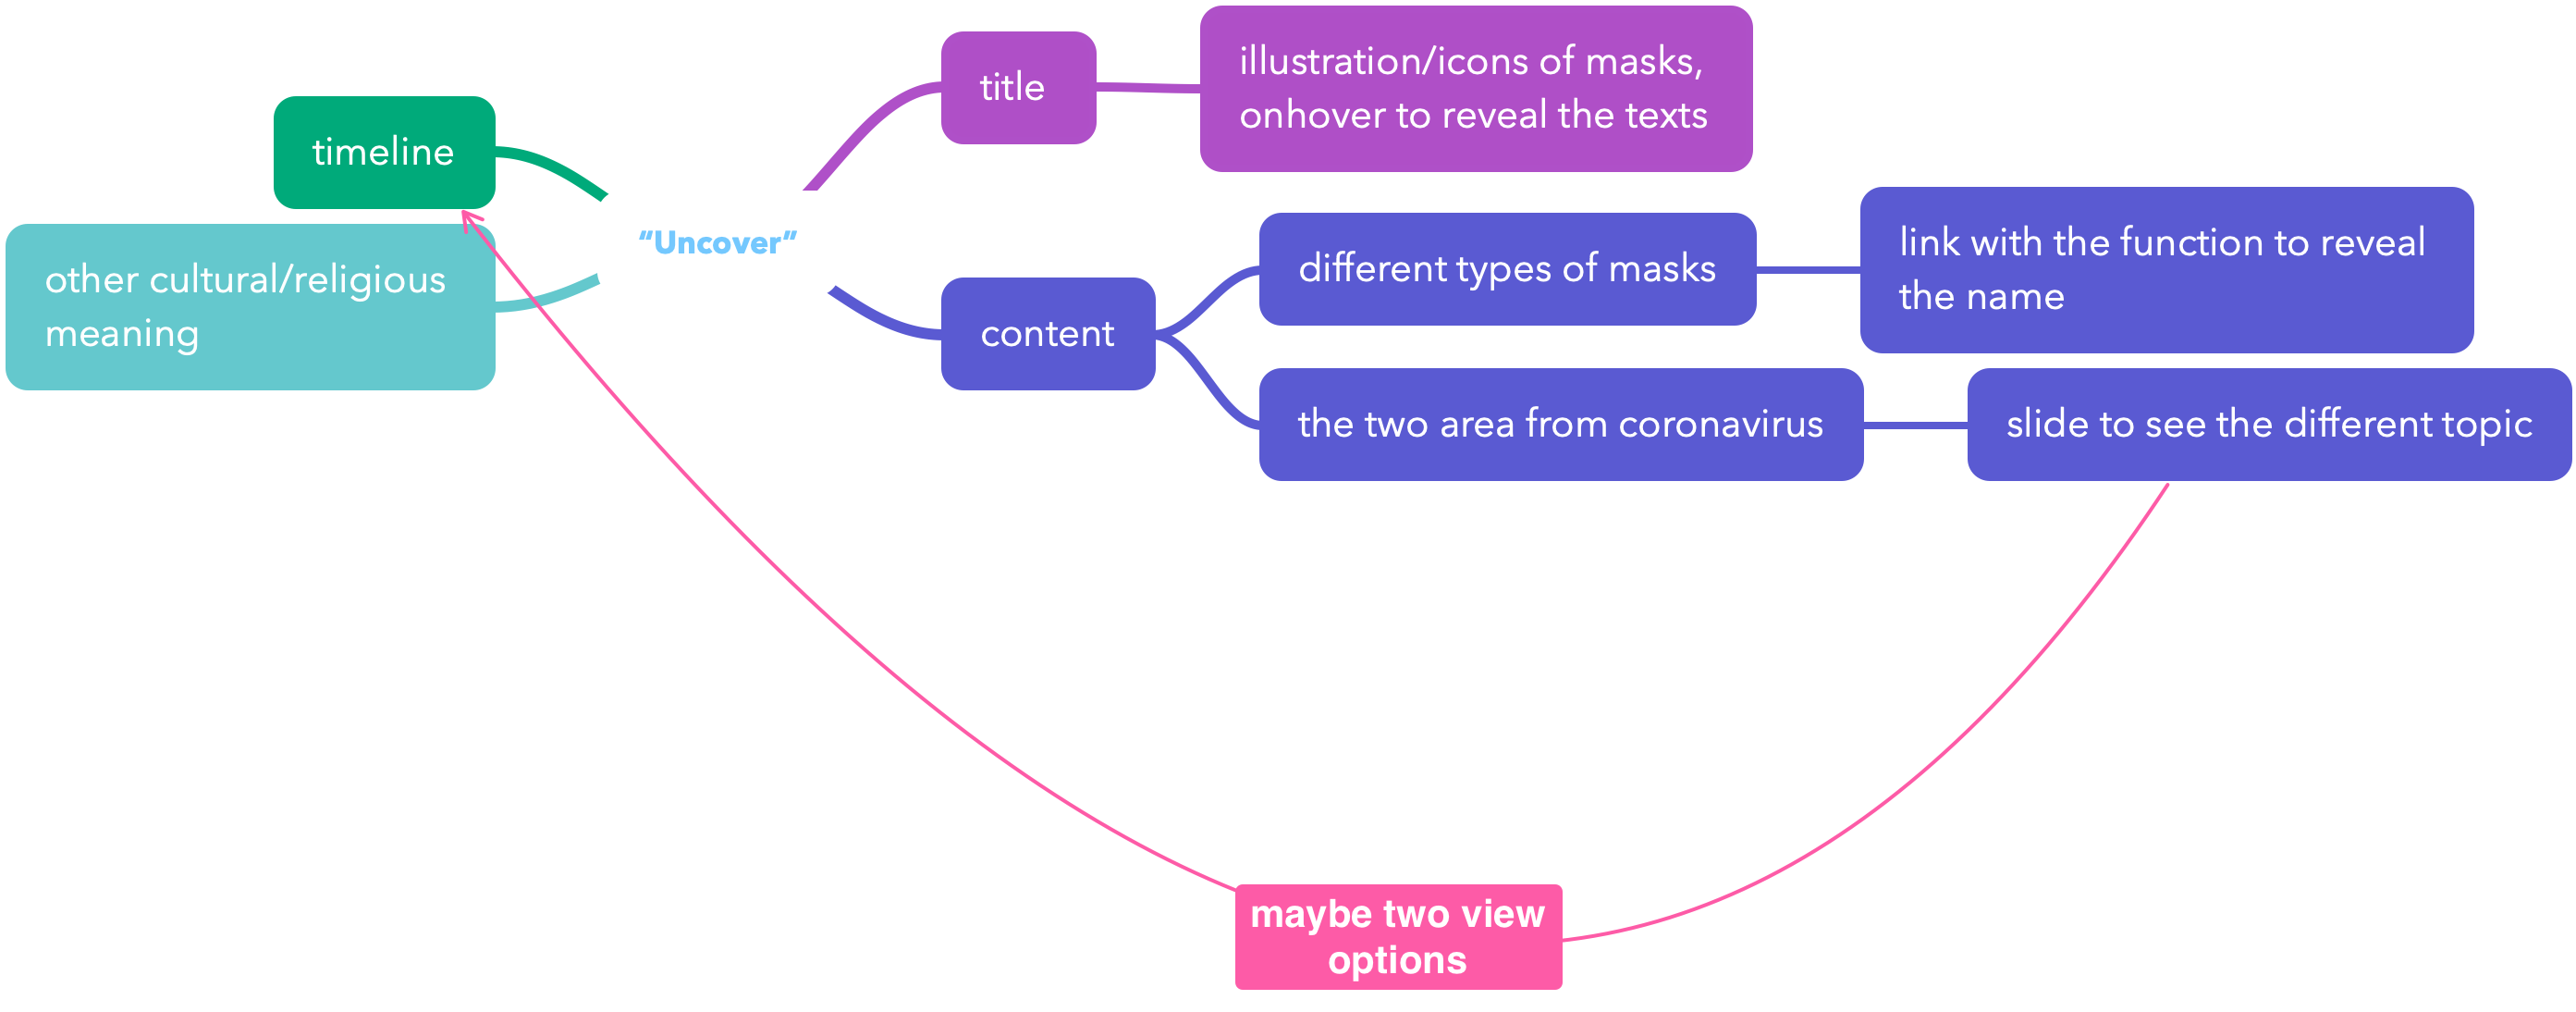 timeline
other cultural/religious
meaning
“Uncover”
title
illustration/icons of masks,
onhover to reveal the texts
content
different types of masks
link with the function to reveal
the name
the two area from coronavirus
slide to see the different topic
maybe two view
options